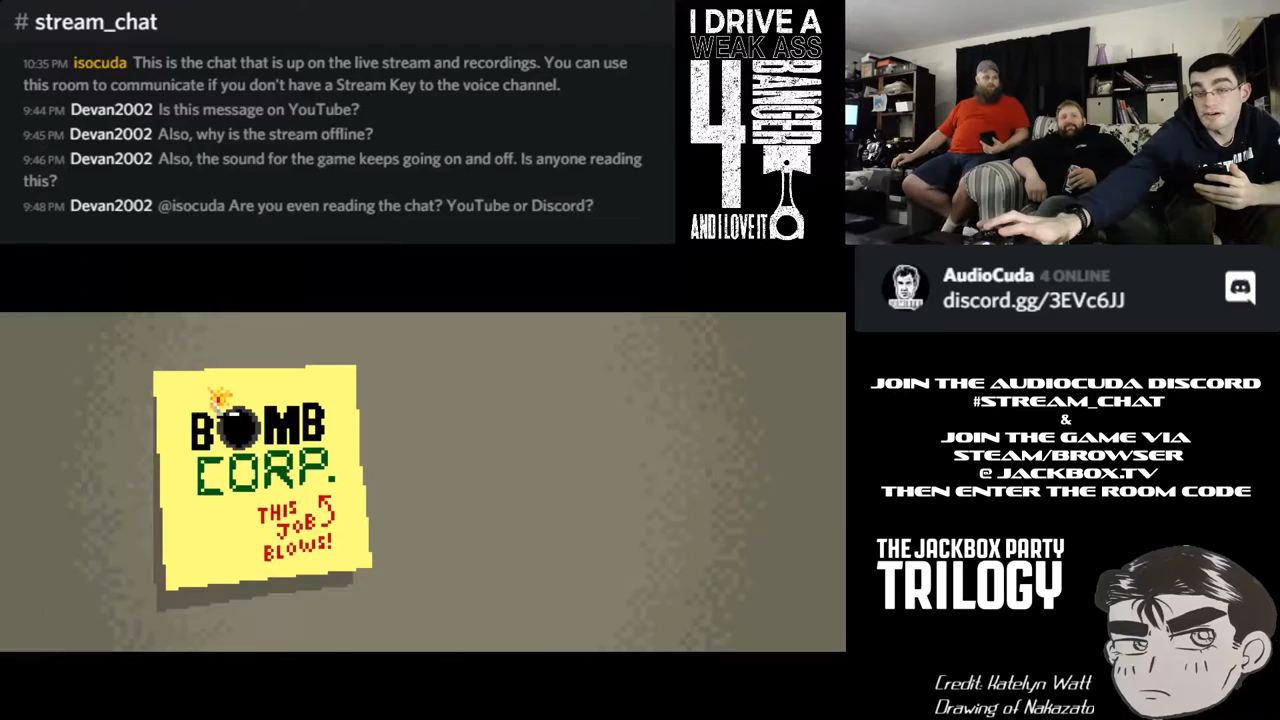 # stream_chat
10:35 PM isocuda This is the chat that is up on the live stream and recordings. You can use
this room to communicate if you don't have a Stream Key to the voice channel.
9:44 PM Devan2002 Is this message on YouTube?
9:45 PM Devan2002 Also, why is the stream offline?
9:46 PM Devan2002 Also, the sound for the game keeps going on and off. Is anyone reading
this?
9:48 PM Devan2002 @isocuda Are you even reading the chat? YouTube or Discord?
I DRIVE A
WEAK ASS
4 BANGER
AND I LOVE IT
AudioCuda 4 ONLINE
discord.gg/3EVc6JJ
BOMB
CORP.
THIS
JOB
BLOWS!
JOIN THE AUDIOCUDA DISCORD
#STREAM_CHAT
&
JOIN THE GAME VIA
STEAM/BROWSER
@ JACKBOX.TV
THEN ENTER THE ROOM CODE
THE JACKBOX PARTY
TRILOGY
Credit: Katelyn Watt
Drawing of Nakazato